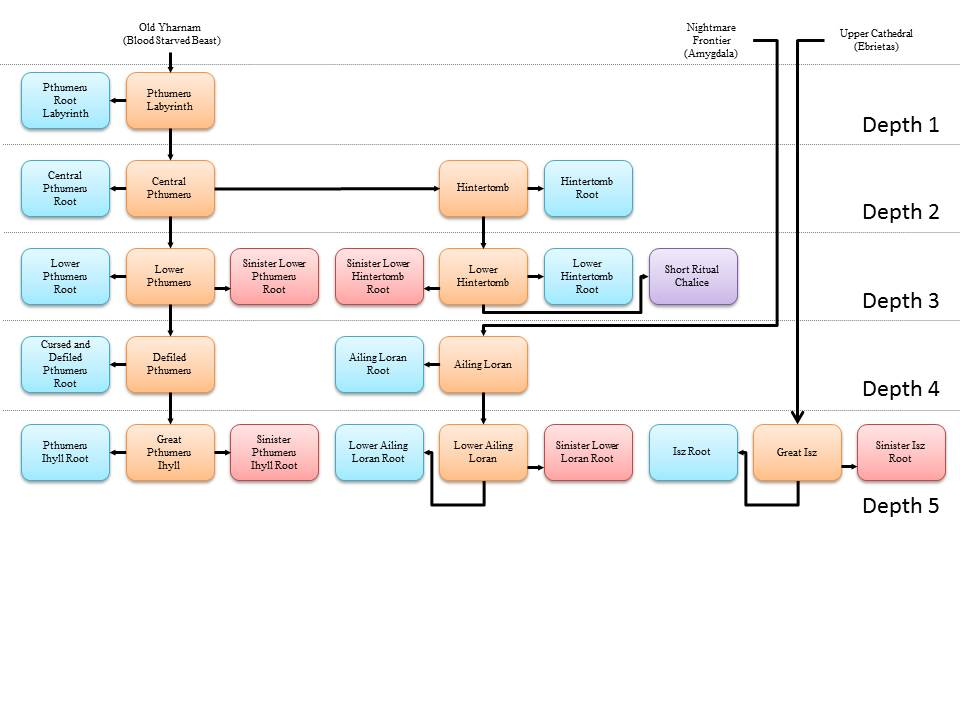 Old Yharnam
(Blood Starved Beast)
Nightmare
Frontier
(Amygdala)
Upper Cathedral
(Ebrietas)
Pthumeru
Root
Labyrinth
Pthumeru
Labyrinth
Depth 1
Central
Pthumeru
Root
Central
Pthumeru
Hintertomb
Hintertomb
Root
Depth 2
Lower
Pthumeru
Root
Lower
Pthumeru
Sinister Lower
Pthumeru
Root
Sinister Lower
Hintertomb
Root
Lower
Hintertomb
Lower
Hintertomb
Root
Short Ritual
Chalice
Depth 3
Cursed and
Defiled
Pthumeru
Root
Defiled
Pthumeru
Ailing Loran
Root
Ailing Loran
Depth 4
Pthumeru
Ihyll Root
Great
Pthumeru
Ihyll
Sinister
Pthumeru
Ihyll Root
Lower Ailing
Loran Root
Lower Ailing
Loran
Sinister Lower
Loran Root
Isz Root
Great Isz
Sinister Isz
Root
Depth 5